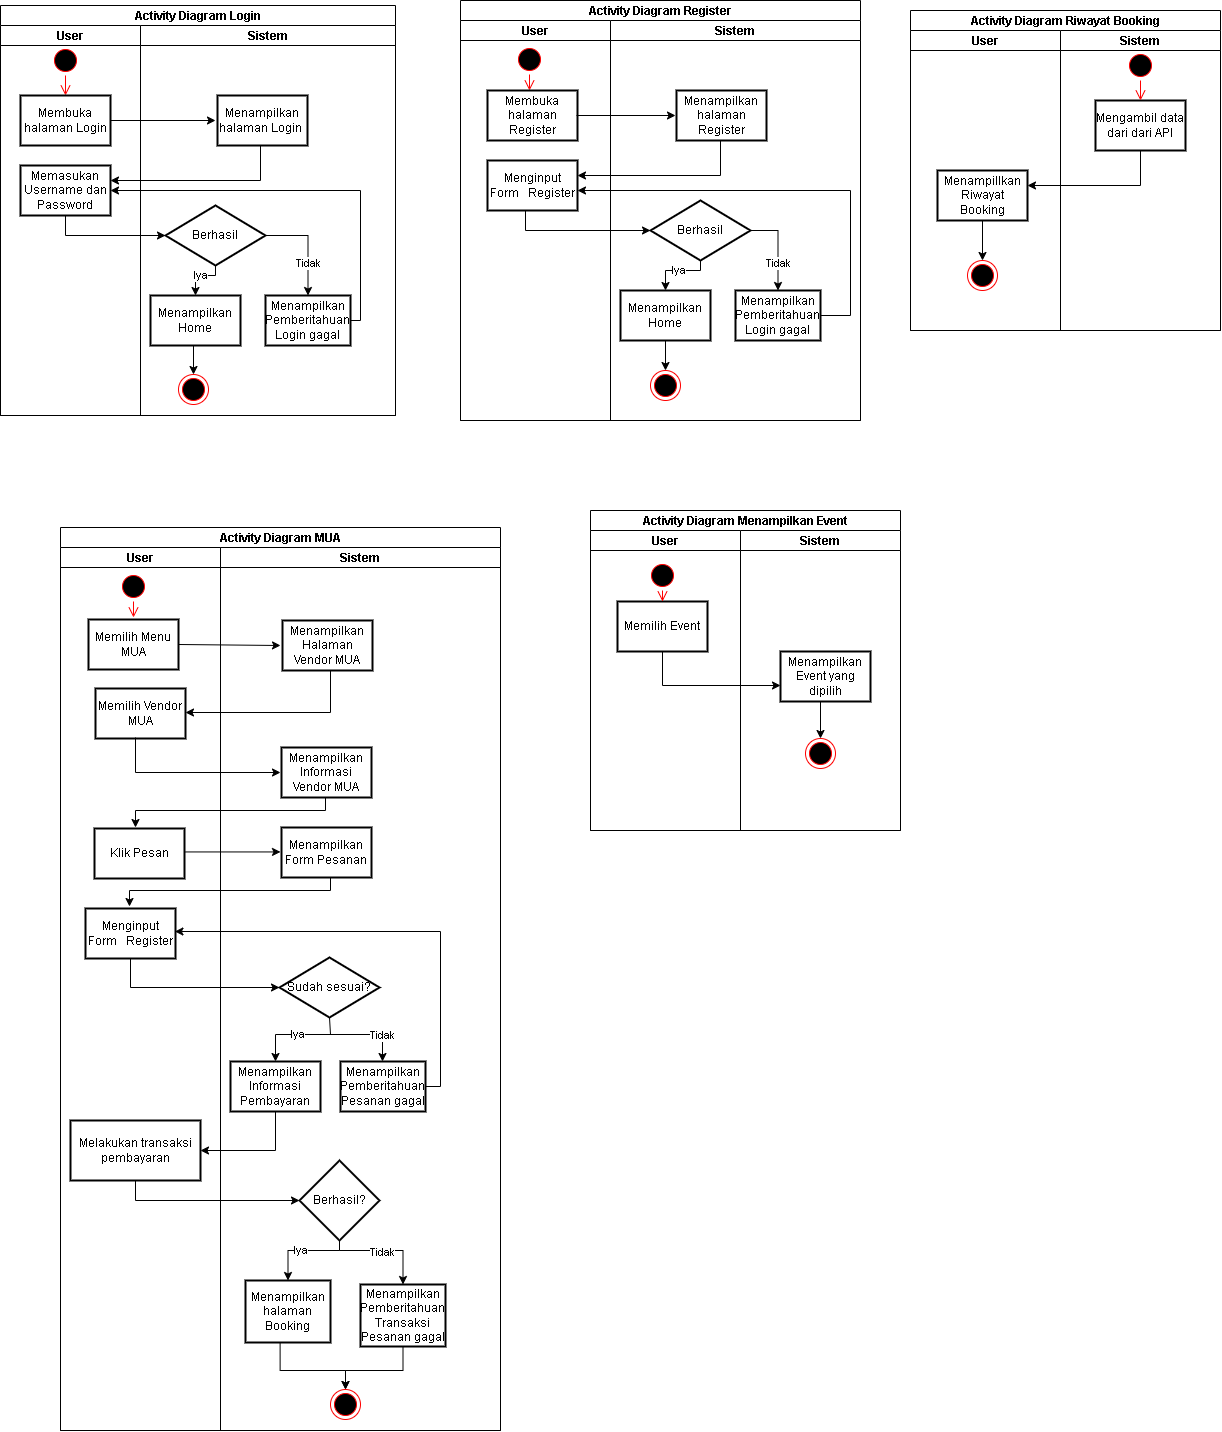 Activity Diagram Login
User
Sistem
Membuka
halaman Login
Menampilkan
halaman Login
Memasukan
Username dan
Password
Berhasil
Iya
Tidak
Menampilkan
Home
Menampilkan
Pemberitahuan
Login gagal
Activity Diagram Register
User
Sistem
Membuka
halaman
Register
Menampilkan
halaman
Register
Menginput
Form Register
Berhasil
Iya
Tidak
Menampilkan
Home
Menampilkan
Pemberitahuan
Login gagal
Activity Diagram Riwayat Booking
User
Sistem
Mengambil data
dari dari API
Menampillkan
Riwayat
Booking
Activity Diagram MUA
User
Sistem
Memilih Menu
MUA
Menampilkan
Halaman
Vendor MUA
Memilih Vendor
MUA
Menampilkan
Informasi
Vendor MUA
Klik Pesan
Menampilkan
Form Pesanan
Menginput
Form Register
Sudah sesuai?
Iya
Tidak
Menampilkan
Informasi
Pembayaran
Menampilkan
Pemberitahuan
Pesanan gagal
Melakukan transaksi
pembayaran
Berhasil?
Iya
Tidak
Menampilkan
halaman
Booking
Menampilkan
Pemberitahuan
Transaksi
Pesanan gagal
Activity Diagram Menampilkan Event
User
Sistem
Memilih Event
Menampilkan
Event yang
dipilih